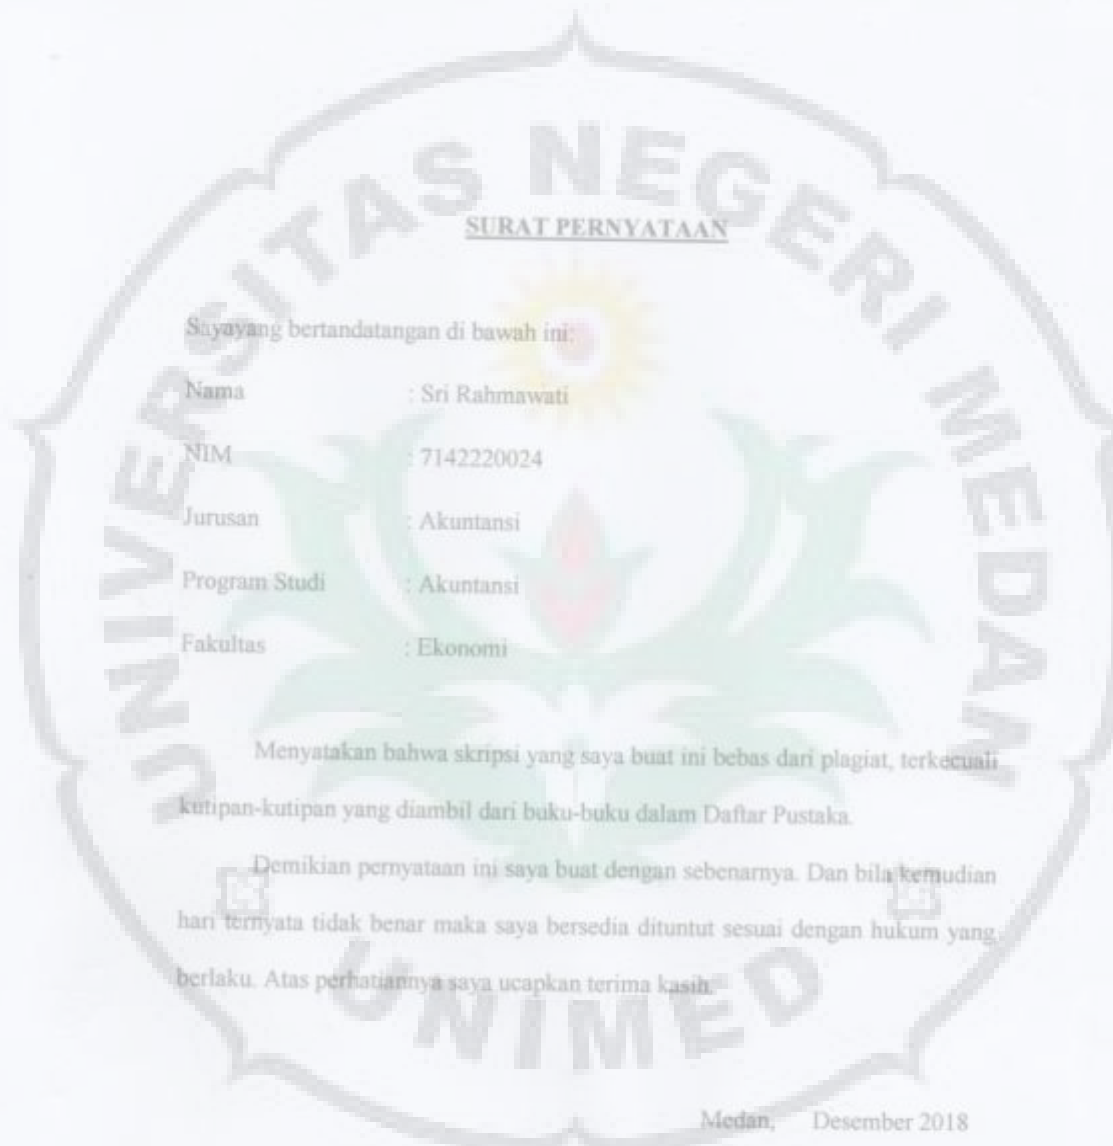 UNIVERSITAS NEGERI MEDAN
SURAT PERNYATAAN
Sayayang bertandatangan di bawah ini:
Nama : Sri Rahmawati
NIM : 7142220024
Jurusan : Akuntansi
Program Studi : Akuntansi
Fakultas : Ekonomi
Menyatakan bahwa skripsi yang saya buat ini bebas dari plagiat, terkecuali
kutipan-kutipan yang diambil dari buku-buku dalam Daftar Pustaka.
Demikian pernyataan ini saya buat dengan sebenarnya. Dan bila kemudian
hari ternyata tidak benar maka saya bersedia dituntut sesuai dengan hukum yang
berlaku. Atas perhatiannya saya ucapkan terima kasih.
UNIMED
Medan, Desember 2018